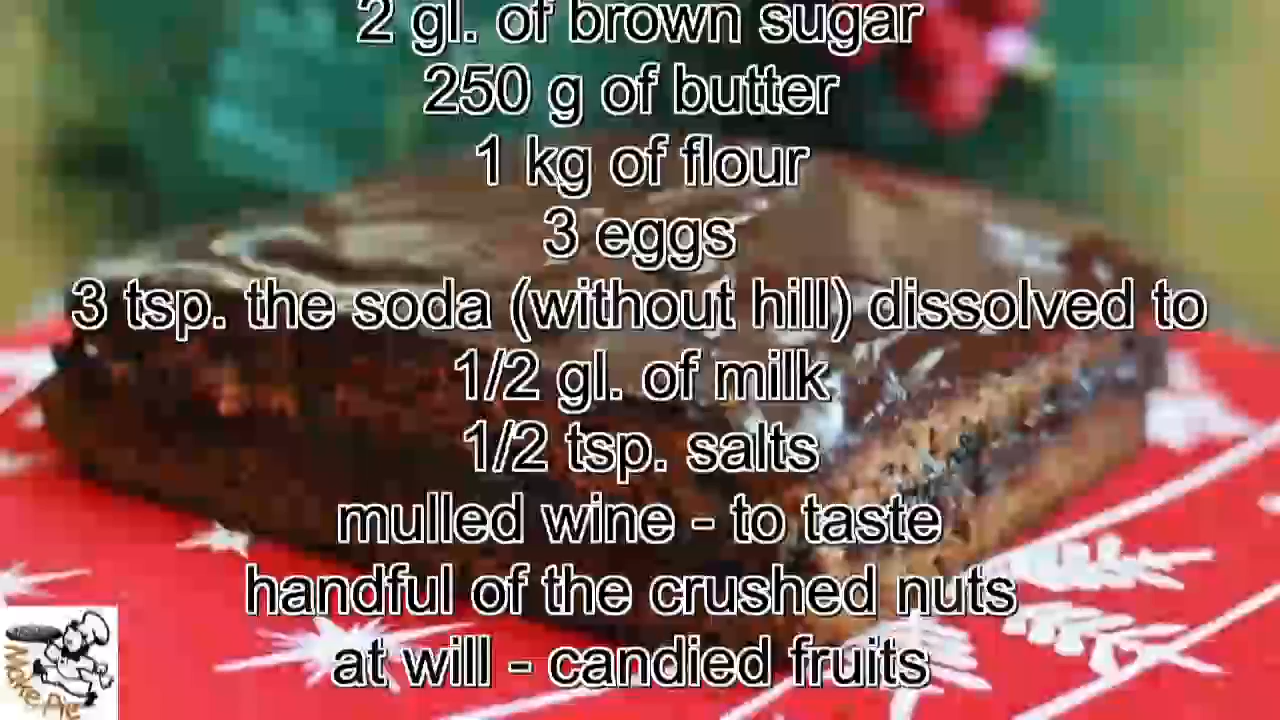 2 gl. of brown sugar
250 g of butter
1 kg of flour
3 eggs
3 tsp. the soda (without hill) dissolved to
1/2 gl. of milk
1/2 tsp. salts
mulled wine - to taste
handful of the crushed nuts
at will - candied fruits
Make Pie